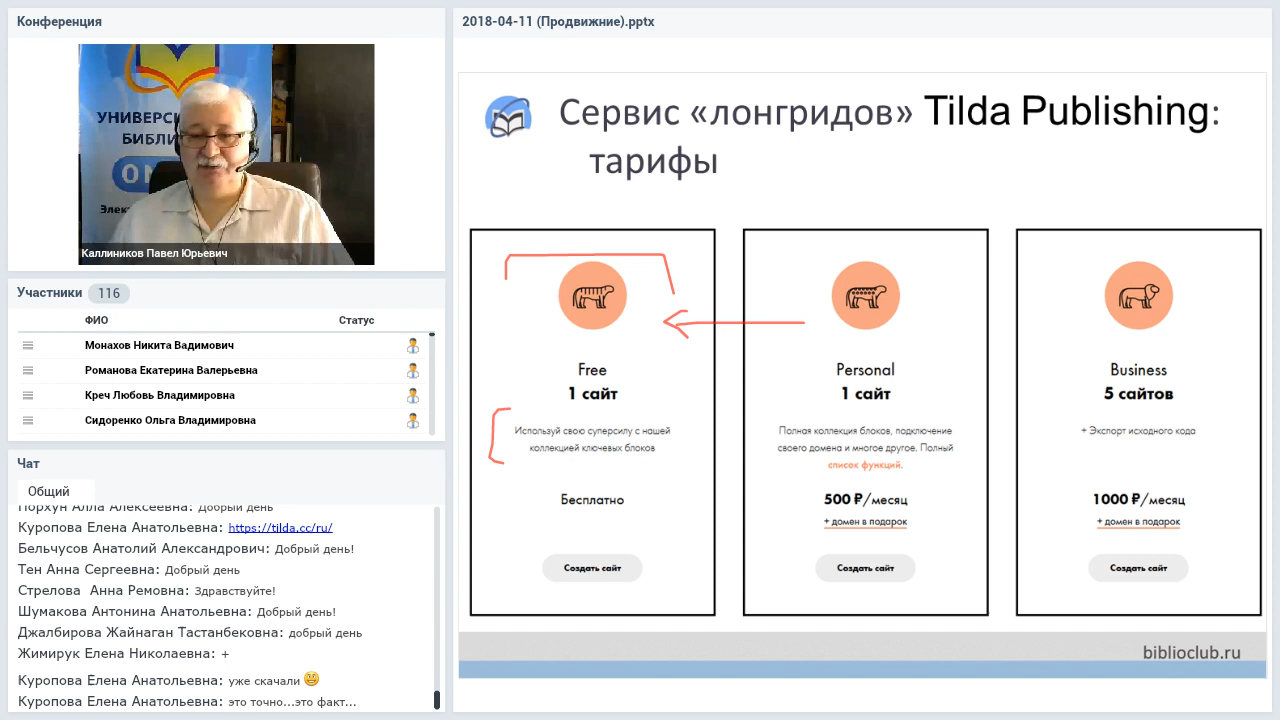 Конференция
УНИВЕРС
БИБЛИ
ON
Элек
Каллиников Павел Юрьевич
Участники 116
ФИО Статус
Монахов Никита Вадимович
Романова Екатерина Валерьевна
Креч Любовь Владимировна
Сидоренко Ольга Владимировна
Чат
Общий
Порхун Алла Алексеевна: Добрый день
Куропова Елена Анатольевна: https://tilda.cc/ru/
Бельчусов Анатолий Александрович: Добрый день!
Тен Анна Сергеевна: Добрый день
Стрелова Анна Ремовна: Здравствуйте!
Шумакова Антонина Анатольевна: Добрый день!
Джалбирова Жайнаган Тастанбековна: добрый день
Жимирук Елена Николаевна: +
Куропова Елена Анатольевна: уже скачали
Куропова Елена Анатольевна: это точно...это факт...
2018-04-11 (Продвижние).pptx
Сервис «лонгридов» Tilda Publishing:
тарифы
Free
1 сайт
Используй свою суперсилу с нашей
коллекцией ключевых блоков
Бесплатно
Создать сайт
Personal
1 сайт
Полная коллекция блоков, подключение
своего домена и многое другое. Полный
список функций.
500 ₽/месяц
+ домен в подарок
Создать сайт
Business
5 сайтов
+ Экспорт исходного кода
1000 ₽/месяц
+ домен в подарок
Создать сайт
biblioclub.ru